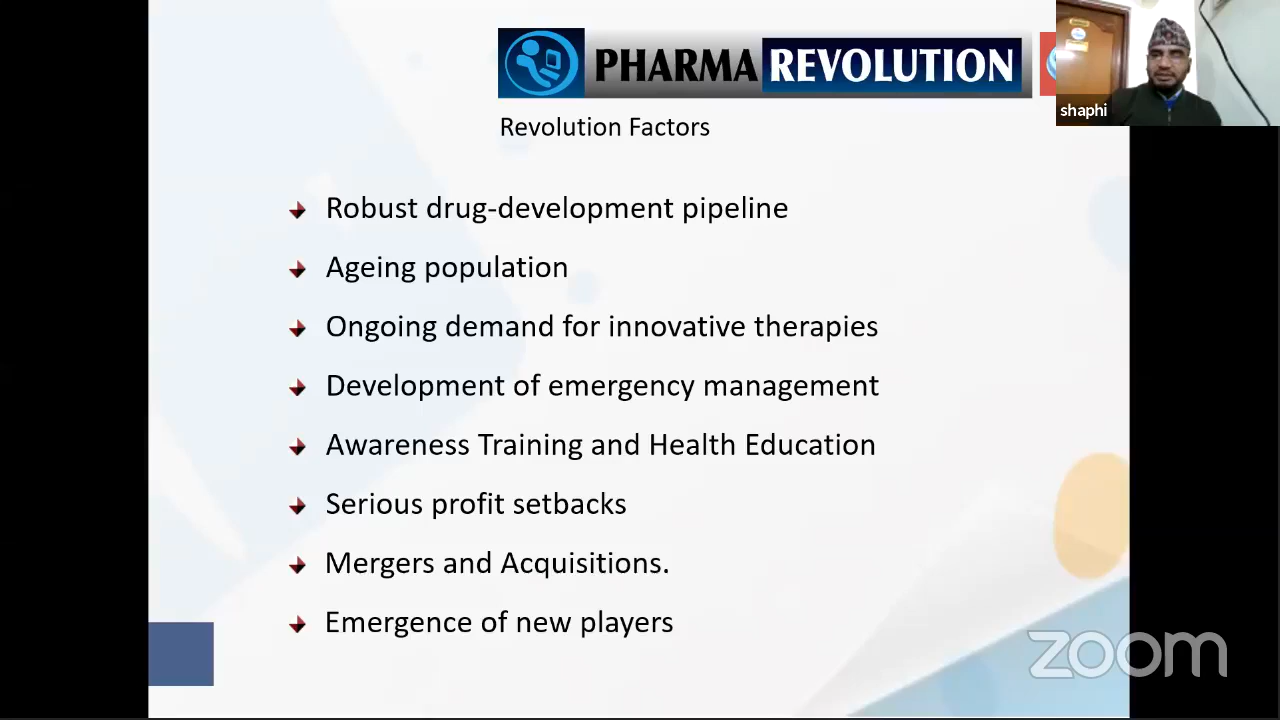 PHARMA REVOLUTION
shaphi
Revolution Factors
Robust drug-development pipeline
Ageing population
Ongoing demand for innovative therapies
Development of emergency management
Awareness Training and Health Education
Serious profit setbacks
Mergers and Acquisitions.
Emergence of new players
zoom